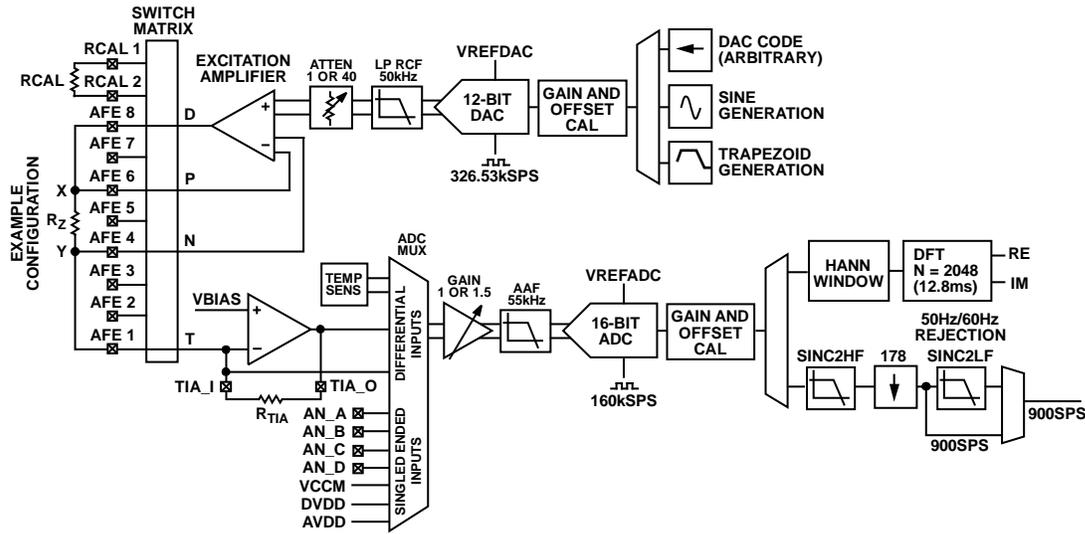 SWITCH
MATRIX
RCAL 1
RCAL
RCAL 2
AFE 8
AFE 7
AFE 6
AFE 5
AFE 4
AFE 3
AFE 2
AFE 1
X
RZ
Y
EXAMPLE
CONFIGURATION
D
P
N
T
EXCITATION
AMPLIFIER
+
−
ATTEN
1 OR 40
LP RCF
50kHz
VREFDAC
12-BIT
DAC
326.53kSPS
GAIN AND
OFFSET
CAL
DAC CODE
(ARBITRARY)
SINE
GENERATION
TRAPEZOID
GENERATION
VBIAS
+
−
TIA_I
TIA_O
RTIA
TEMP
SENS
ADC
MUX
DIFFERENTIAL
INPUTS
SINGLED ENDED
INPUTS
AN_A
AN_B
AN_C
AN_D
VCCM
DVDD
AVDD
GAIN
1 OR 1.5
AAF
55kHz
VREFADC
16-BIT
ADC
160kSPS
GAIN AND
OFFSET
CAL
HANN
WINDOW
DFT
N = 2048
(12.8ms)
RE
IM
50Hz/60Hz
REJECTION
SINC2HF
178
SINC2LF
900SPS
900SPS